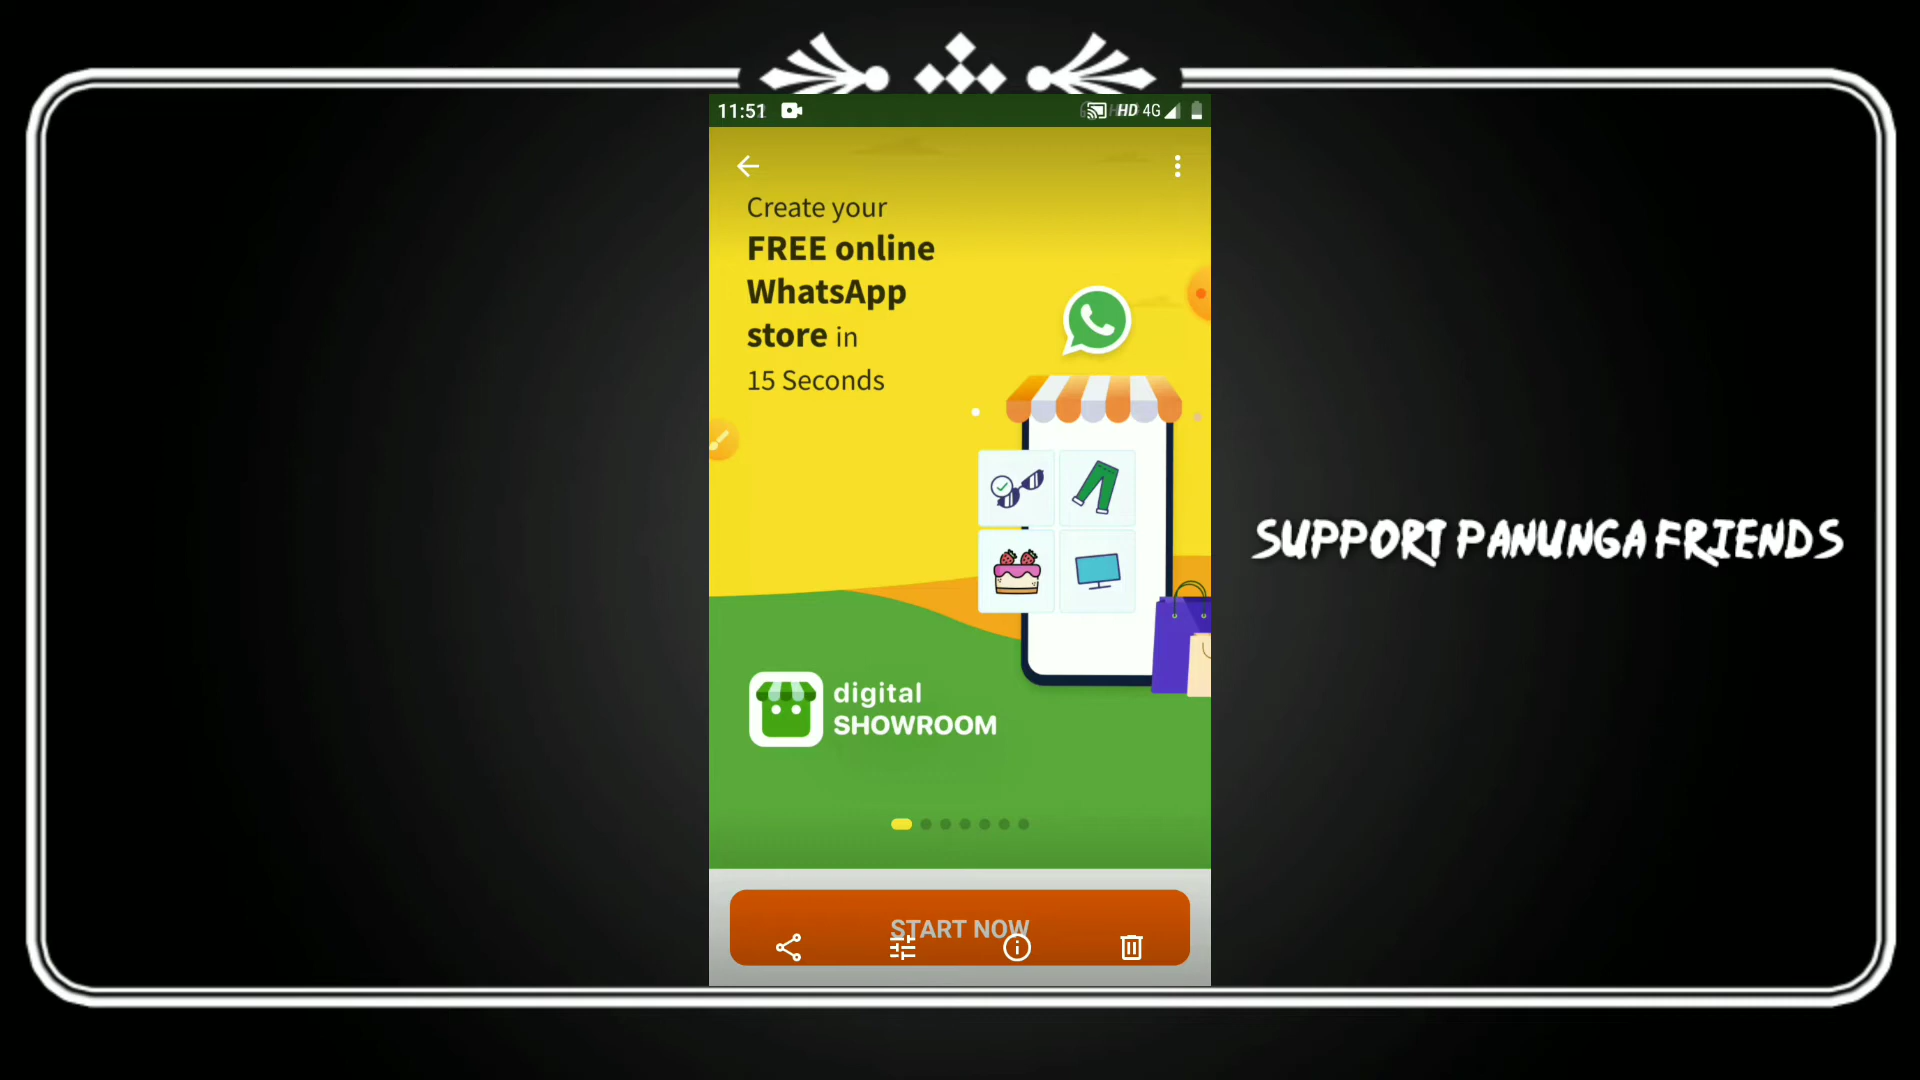 11:51
HD 4G
Create your
FREE online
WhatsApp
store in
15 Seconds
SUPPORT PANUNGA FRIENDS
digital
SHOWROOM
START NOW